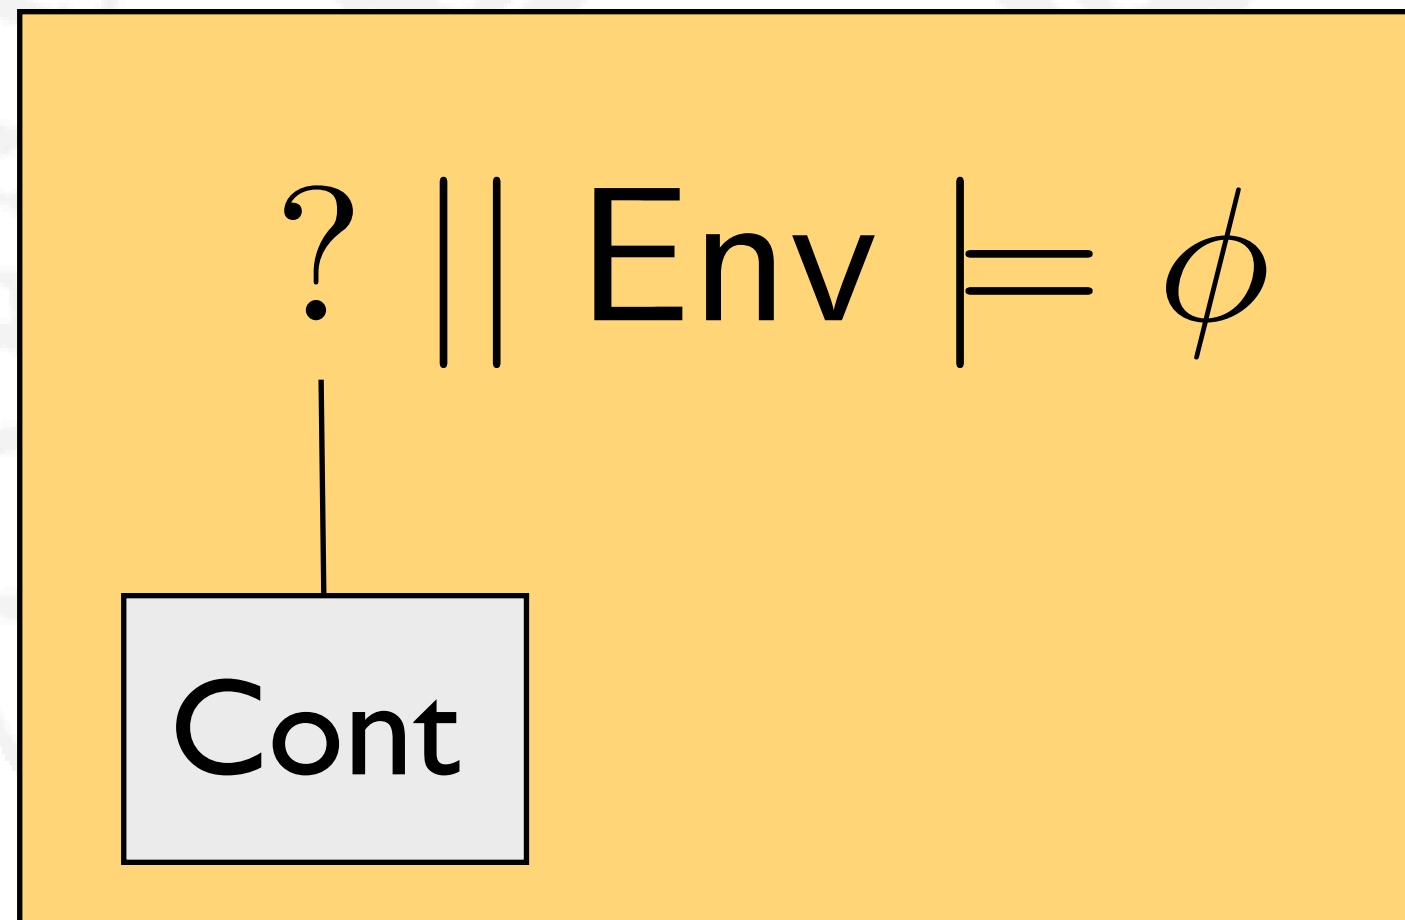 ? || Env ⊨ ϕ
Cont